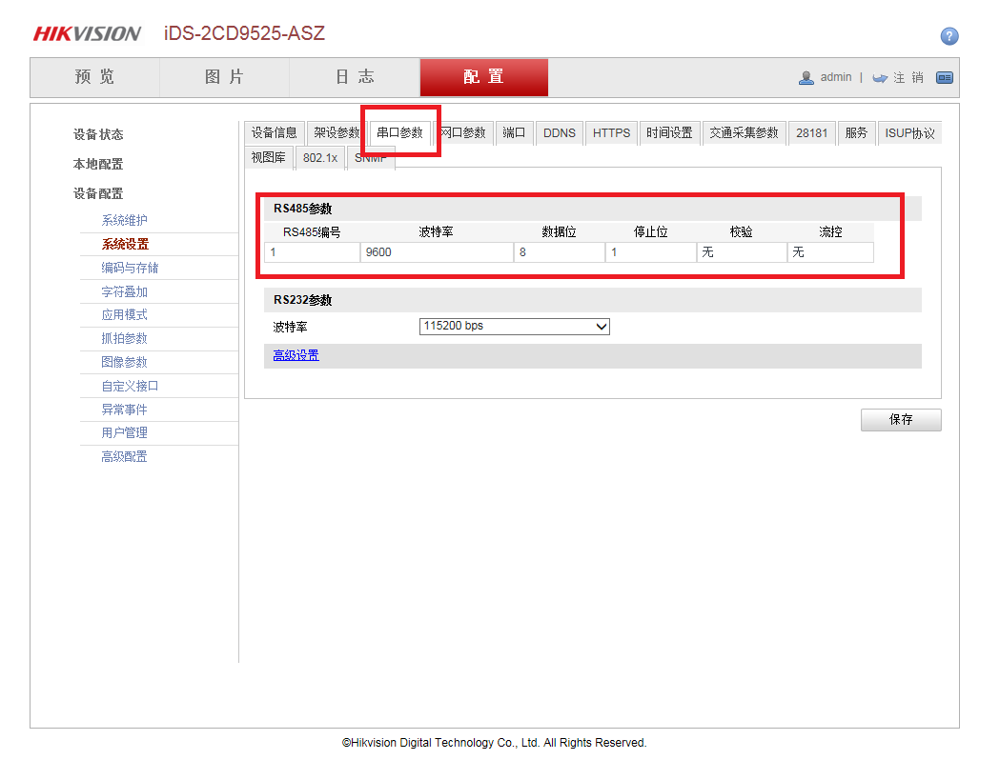 HIKVISION iDS-2CD9525-ASZ
?
预 览 图 片 日 志 配 置 admin | 注 销
设备状态
本地配置
设备配置
系统维护
系统设置
编码与存储
字符叠加
应用模式
抓拍参数
图像参数
自定义接口
异常事件
用户管理
高级配置
设备信息 架设参数 串口参数 网口参数 端口 DDNS HTTPS 时间设置 交通采集参数 28181 服务 ISUP协议
视图库 802.1x SNMP
RS485参数
RS485编号 波特率 数据位 停止位 校验 流控
1 9600 8 1 无 无
RS232参数
波特率 115200 bps
高级设置
保存
©Hikvision Digital Technology Co., Ltd. All Rights Reserved.